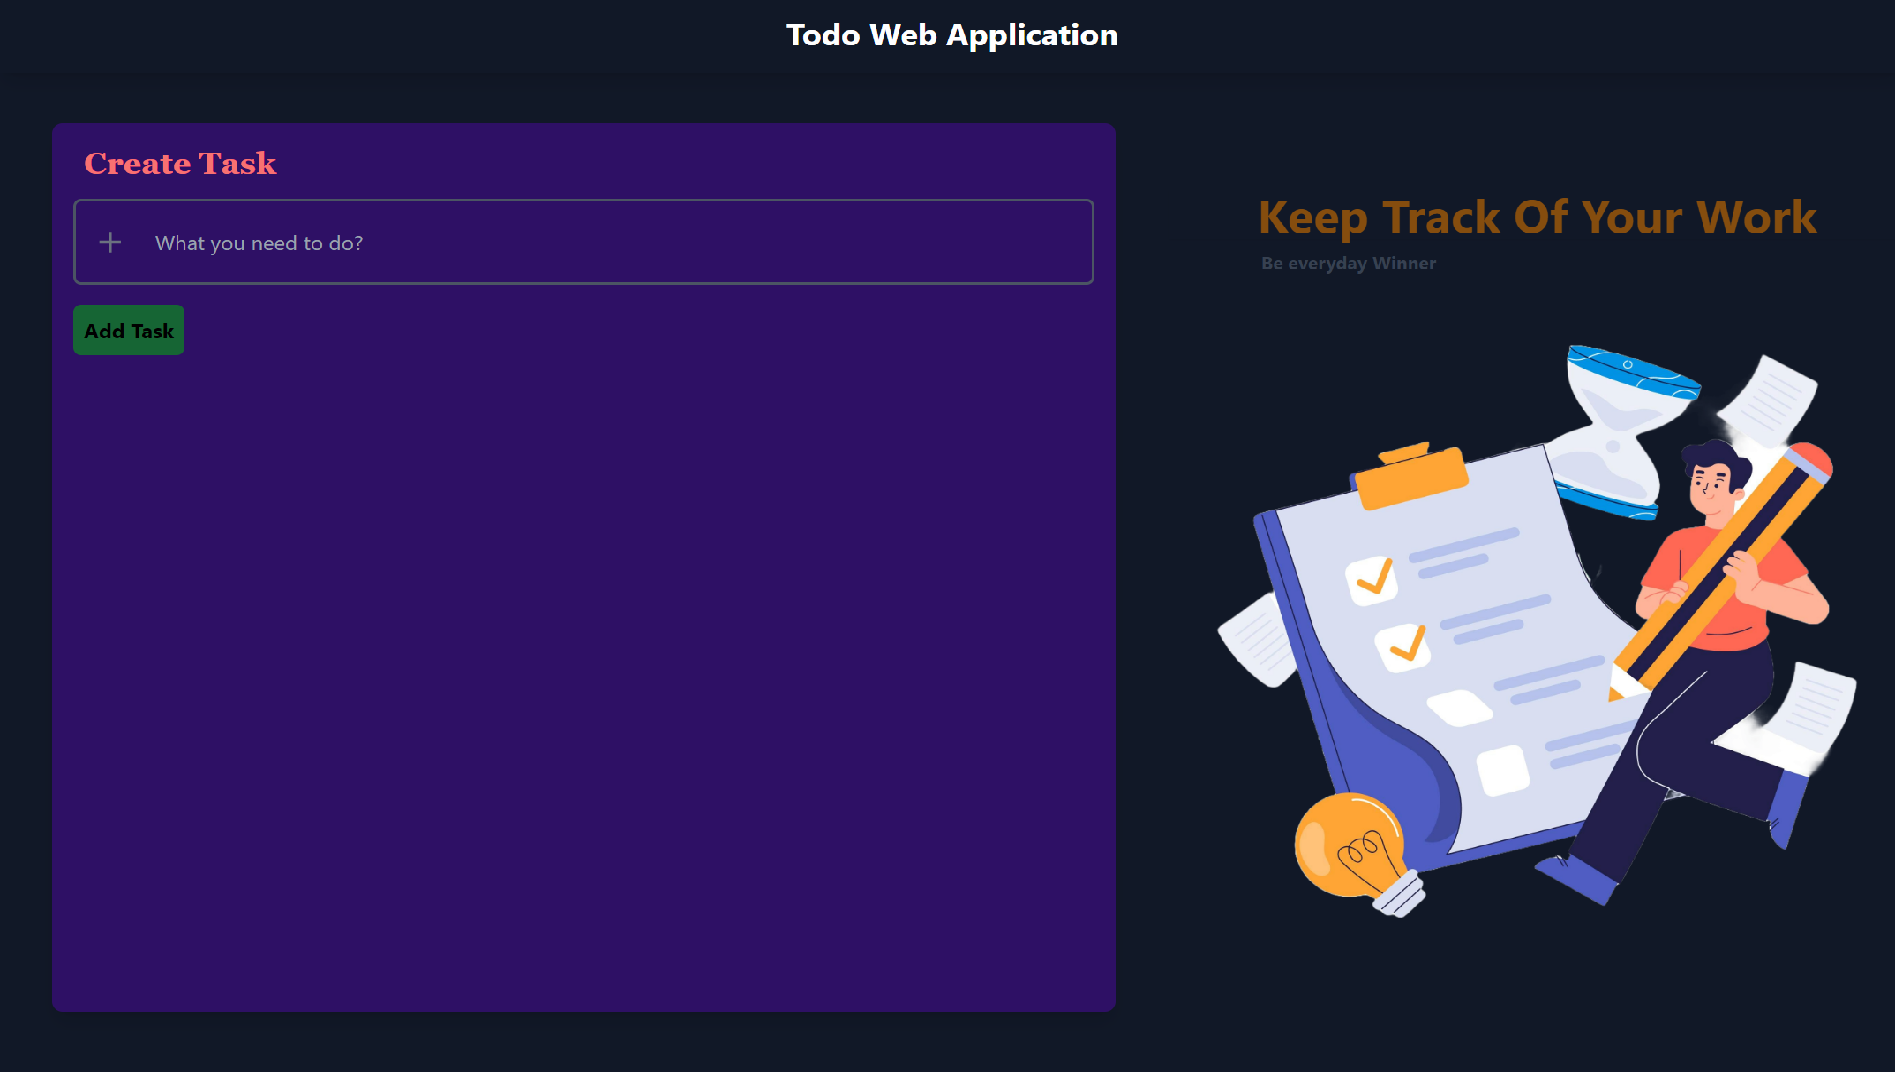 Todo Web Application
Create Task
What you need to do?
Add Task
Keep Track Of Your Work
Be everyday Winner